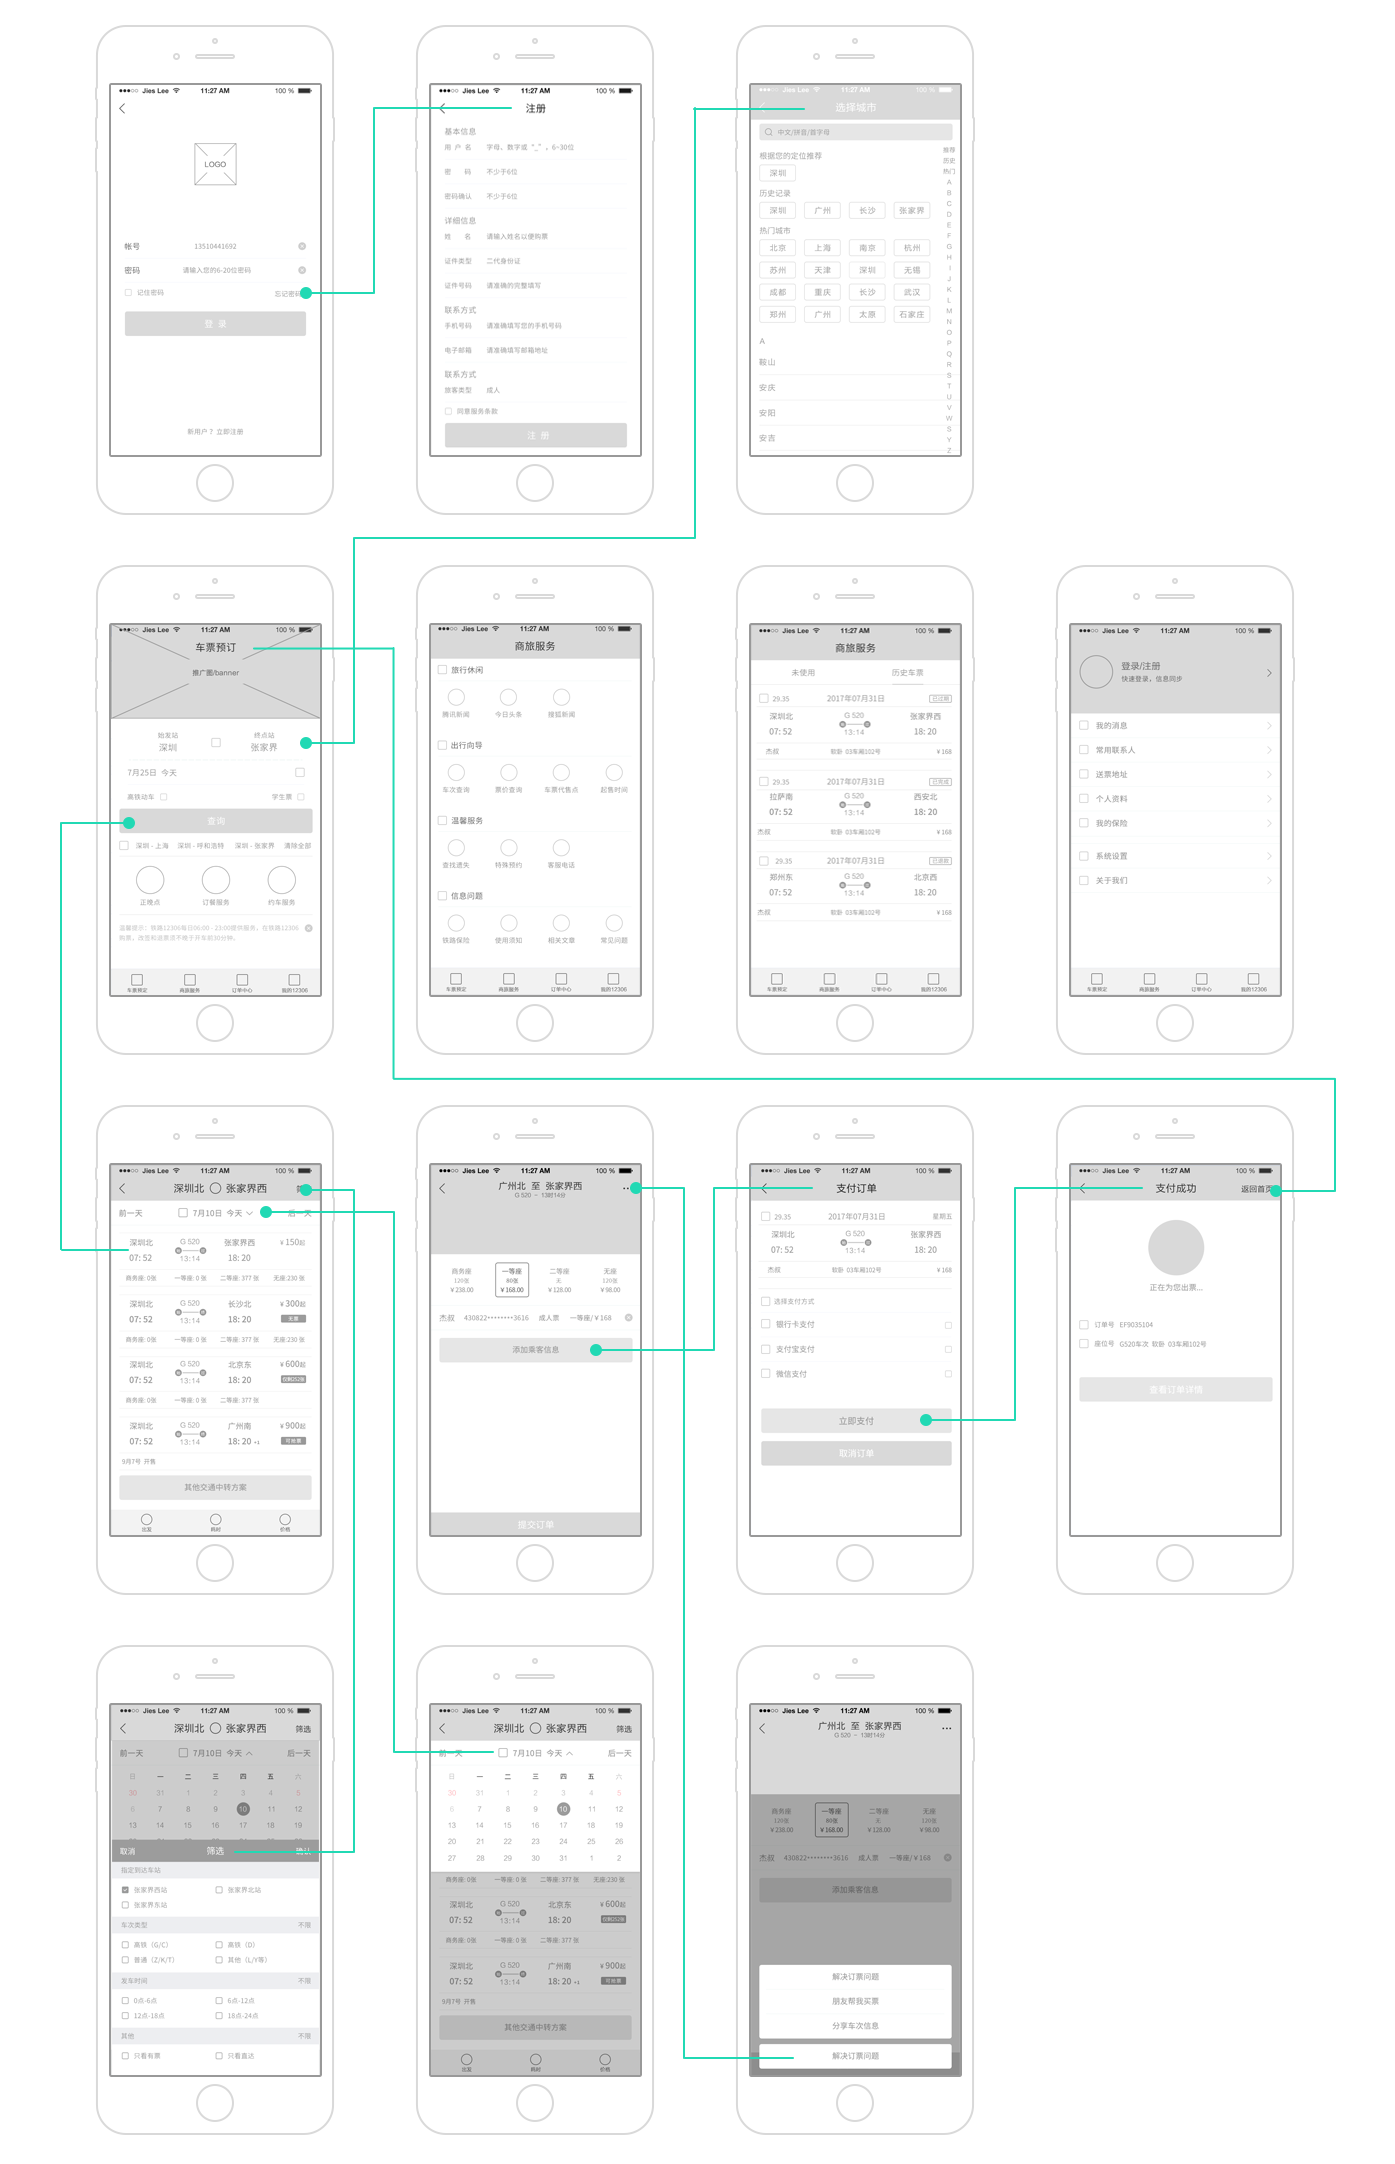 Jies Lee 11:27 AM 100 %
LOGO
帐号 13510441692
密码 请输入您的6-20位密码
记住密码 忘记密码
登 录
新用户？立即注册
Jies Lee 11:27 AM 100 %
注册
基本信息
用 户 名 字母、数字或“_”，6-30位
密 码 不少于6位
密码确认 不少于6位
详细信息
姓 名 请输入姓名以便购票
证件类型 二代身份证
证件号码 请准确的完整填写
联系方式
手机号码 请准确填写您的手机号码
电子邮箱 请准确填写邮箱地址
联系方式
旅客类型 成人
同意服务条款
注 册
Jies Lee 11:27 AM 100 %
选择城市
中文/拼音/首字母
根据您的定位推荐
深圳
历史记录
深圳 广州 长沙 张家界
热门城市
北京 上海 南京 杭州
苏州 天津 深圳 无锡
成都 重庆 长沙 武汉
郑州 广州 太原 石家庄
A
鞍山
安庆
安阳
安吉
推荐
历史
热门
A
B
C
D
E
F
G
H
I
J
K
L
M
N
O
P
Q
R
S
T
U
V
W
S
Y
Z
Jies Lee 11:27 AM 100 %
车票预订
推广图/banner
始发站 终点站
深圳 张家界
7月25日 今天
高铁动车 学生票
查询
深圳 - 上海 深圳 - 呼和浩特 深圳 - 张家界 清除全部
正晚点 订餐服务 约车服务
温馨提示：铁路12306每日06:00 - 23:00提供服务，在铁路12306
购票，改签和退票须不晚于开车前30分钟。
车票预定 商旅服务 订单中心 我的12306
Jies Lee 11:27 AM 100 %
商旅服务
旅行休闲
腾讯新闻 今日头条 搜狐新闻
出行向导
车次查询 票价查询 车票代售点 起售时间
温馨服务
查找遗失 特殊预约 客服电话
信息问题
铁路保险 使用须知 相关文章 常见问题
车票预定 商旅服务 订单中心 我的12306
Jies Lee 11:27 AM 100 %
商旅服务
未使用 历史车票
29.35 2017年07月31日 已过期
深圳北 G 520 张家界西
07: 52 13:14 18: 20
杰叔 软卧 03车厢102号 ¥ 168
29.35 2017年07月31日 已完成
拉萨南 G 520 西安北
07: 52 13:14 18: 20
杰叔 软卧 03车厢102号 ¥ 168
29.35 2017年07月31日 已退款
郑州东 G 520 北京西
07: 52 13:14 18: 20
杰叔 软卧 03车厢102号 ¥ 168
车票预定 商旅服务 订单中心 我的12306
Jies Lee 11:27 AM 100 %
登录/注册
快速登录，信息同步
我的消息
常用联系人
送票地址
个人资料
我的保险
系统设置
关于我们
车票预定 商旅服务 订单中心 我的12306
Jies Lee 11:27 AM 100 %
深圳北 张家界西
前一天 7月10日 今天 后一天
深圳北 G 520 张家界西 ¥ 150起
07: 52 13:14 18: 20
商务座: 0张 一等座: 0 张 二等座: 377 张 无座:230 张
深圳北 G 520 长沙北 ¥ 300起
07: 52 13:14 18: 20 无票
商务座: 0张 一等座: 0 张 二等座: 377 张 无座:230 张
深圳北 G 520 北京东 ¥ 600起
07: 52 13:14 18: 20
商务座: 0张 一等座: 0 张 二等座: 377 张
深圳北 G 520 广州南 ¥ 900起
07: 52 13:14 18: 20 +1 可抢票
9月7号 开售
其他交通中转方案
出发 耗时 价格
Jies Lee 11:27 AM 100 %
广州北 至 张家界西
G 520 - 13时14分
商务座 一等座 二等座 无座
120张 80张 无 120张
¥ 238.00 ¥ 168.00 ¥ 128.00 ¥ 98.00
杰叔 430822••••••••3616 成人票 一等座/ ¥ 168
添加乘客信息
提交订单
Jies Lee 11:27 AM 100 %
支付订单
29.35 2017年07月31日 星期五
深圳北 G 520 张家界西
07: 52 13:14 18: 20
杰叔 软卧 03车厢102号 ¥ 168
选择支付方式
银行卡支付
支付宝支付
微信支付
立即支付
取消订单
Jies Lee 11:27 AM 100 %
支付成功 返回首页
正在为您出票...
订单号 EF9035104
座位号 G520车次 软卧 03车厢102号
查看订单详情
Jies Lee 11:27 AM 100 %
深圳北 张家界西 筛选
前一天 7月10日 今天 后一天
日 一 二 三 四 五 六
30 31 1 2 3 4 5
6 7 8 9 10 11 12
13 14 15 16 17 18 19
取消 筛选 确认
指定到达车站
张家界西站 张家界北站
张家界东站
车次类型 不限
高铁（G/C） 高铁（D）
普通（Z/K/T） 其他（L/Y等）
发车时间 不限
0点-6点 6点-12点
12点-18点 18点-24点
其他 不限
只看有票 只看直达
Jies Lee 11:27 AM 100 %
深圳北 张家界西 筛选
前一天 7月10日 今天 后一天
日 一 二 三 四 五 六
30 31 1 2 3 4 5
6 7 8 9 10 11 12
13 14 15 16 17 18 19
20 21 22 23 24 25 26
27 28 29 30 31 1 2
商务座: 0张 一等座: 0 张 二等座: 377 张 无座:230 张
深圳北 G 520 北京东 ¥ 600起
07: 52 13:14 18: 20
商务座: 0张 一等座: 0 张 二等座: 377 张
深圳北 G 520 广州南 ¥ 900起
07: 52 13:14 18: 20 +1 可抢票
9月7号 开售
其他交通中转方案
出发 耗时 价格
Jies Lee 11:27 AM 100 %
广州北 至 张家界西
G 520 - 13时14分
商务座 一等座 二等座 无座
120张 80张 无 120张
¥ 238.00 ¥ 168.00 ¥ 128.00 ¥ 98.00
杰叔 430822••••••••3616 成人票 一等座/ ¥ 168
添加乘客信息
解决订票问题
朋友帮我买票
分享车次信息
解决订票问题